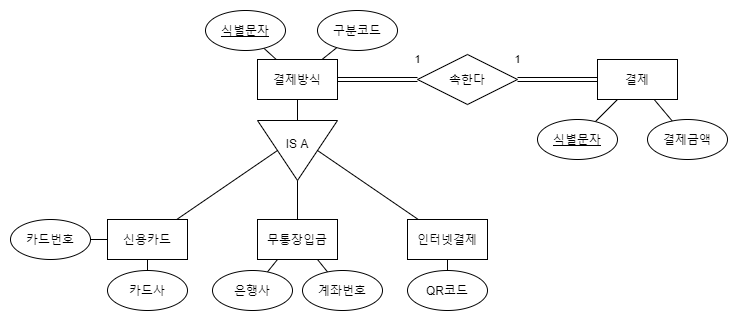 식별문자
구분코드
결제방식
1
속한다
1
결제
식별문자
결제금액
IS A
카드번호
신용카드
무통장입금
인터넷결제
카드사
은행사
계좌번호
QR코드